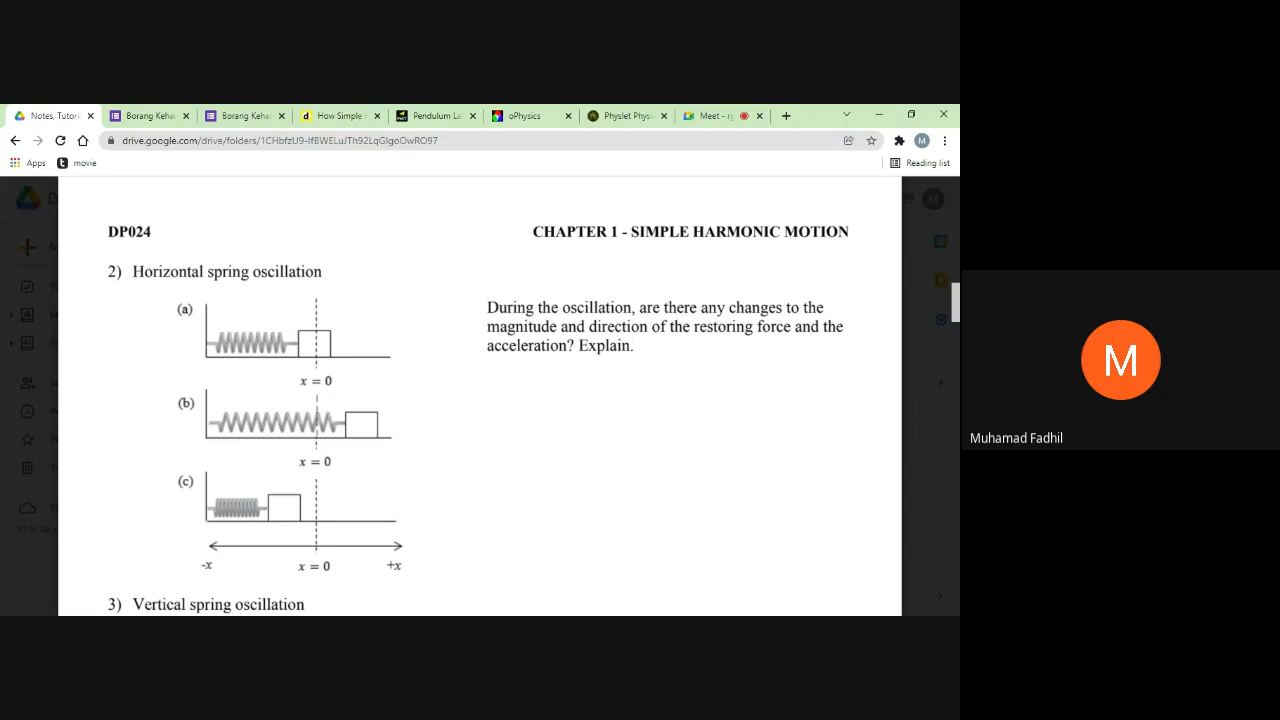 Notes, Tutori
Borang Keha
Borang Keha
How Simple
Pendulum La
oPhysics
Physlet Physi
Meet - r
drive.google.com/drive/folders/1CHbfzU9-IfBWELuJTh92LqGlgoOwRO97
M
Apps
movie
Reading list
DP024
CHAPTER 1 - SIMPLE HARMONIC MOTION
2) Horizontal spring oscillation
(a)
x = 0
During the oscillation, are there any changes to the
magnitude and direction of the restoring force and the
acceleration? Explain.
(b)
x = 0
(c)
-x
x = 0
+x
3) Vertical spring oscillation
M
M
Muhamad Fadhil